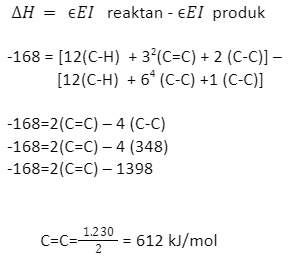 ΔH = ϵEI reaktan - ϵEI produk
-168 = [12(C-H) + 3²(C=C) + 2 (C-C)] –
[12(C-H) + 6⁴ (C-C) +1 (C-C)]
-168=2(C=C) – 4 (C-C)
-168=2(C=C) – 4 (348)
-168=2(C=C) – 1398
C=C=1.230/2 = 612 kJ/mol